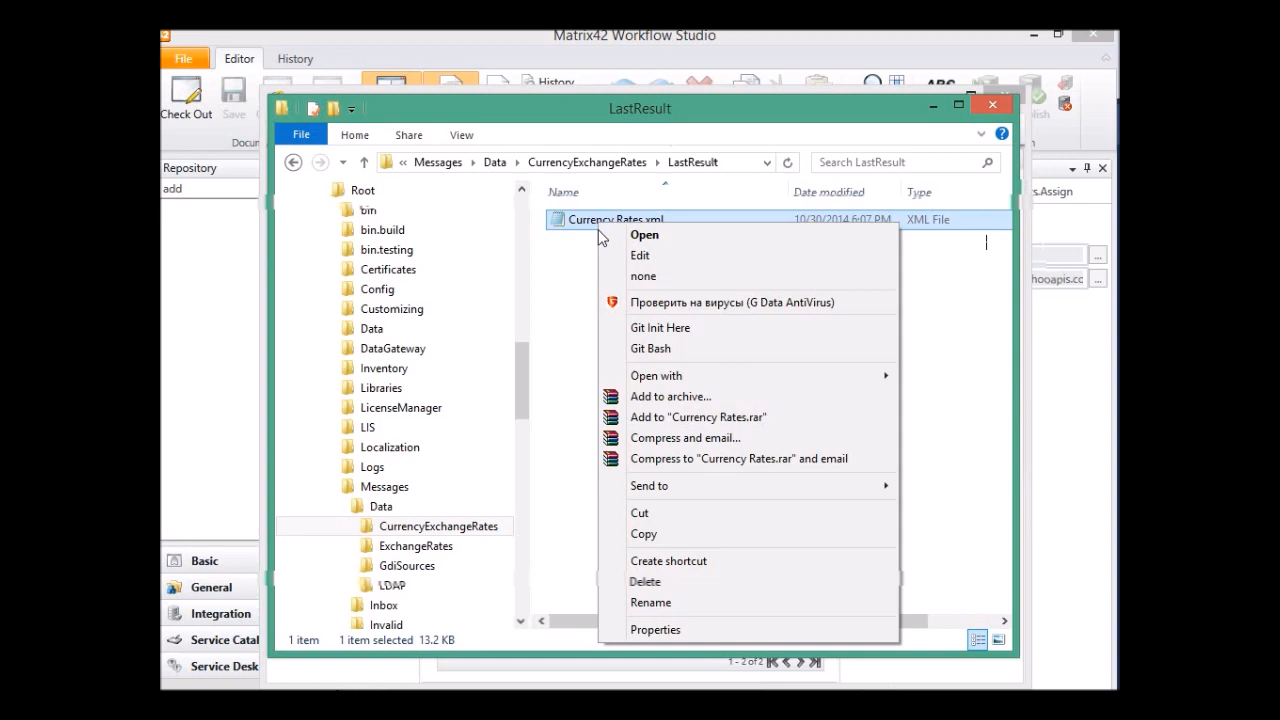 Matrix42 Workflow Studio
File
Editor
History
Check Out
Save
History
ABC
Docum
Repository
add
s.Assign
...
hooapis.cc
...
LastResult
File
Home
Share
View
Messages
Data
CurrencyExchangeRates
LastResult
Search LastResult
Name
Date modified
Type
Currency Rates.xml
10/30/2014 6:07 PM
XML File
Root
bin
bin.build
bin.testing
Certificates
Config
Customizing
Data
DataGateway
Inventory
Libraries
LicenseManager
LIS
Localization
Logs
Messages
Data
CurrencyExchangeRates
ExchangeRates
GdiSources
LDAP
Inbox
Invalid
1 item
1 item selected 13.2 KB
Open
Edit
none
Проверить на вирусы (G Data AntiVirus)
Git Init Here
Git Bash
Open with
Add to archive...
Add to "Currency Rates.rar"
Compress and email...
Compress to "Currency Rates.rar" and email
Send to
Cut
Copy
Create shortcut
Delete
Rename
Properties
Basic
General
Integration
Service Catal
Service Desk
1 - 2 of 2